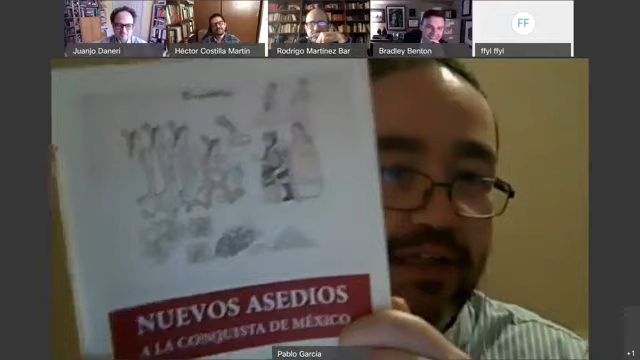 Juanjo Daneri
Héctor Costilla Martín
Rodrigo Martínez Bar
Bradley Benton
FF
ffyl ffyl
NUEVOS ASEDIOS
A LA CONQUISTA DE MÉXICO
Pablo García
+1